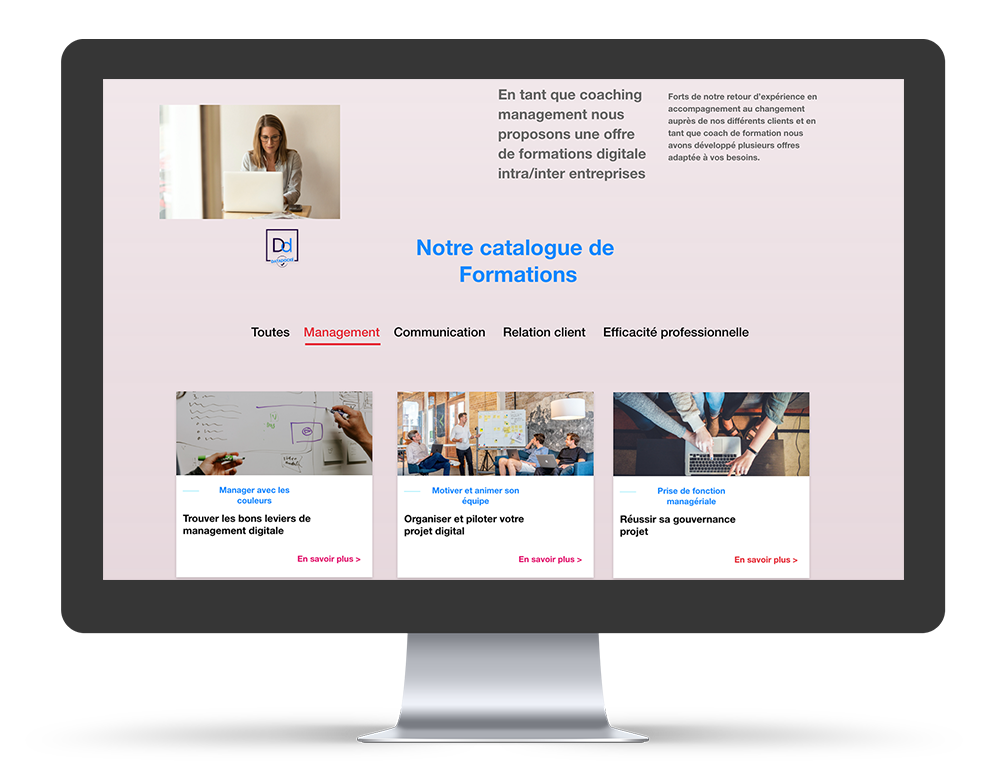 En tant que coaching
management nous
proposons une offre
de formations digitale
intra/inter entreprises
Forts de notre retour d'expérience en
accompagnement au changement
auprès de nos différents clients et en
tant que coach de formation nous
avons développé plusieurs offres
adaptée à vos besoins.
Dd
Notre catalogue de
Formations
Toutes Management Communication Relation client Efficacité professionnelle
Manager avec les
couleurs
Trouver les bons leviers de
management digitale
En savoir plus >
Motiver et animer son
équipe
Organiser et piloter votre
projet digital
En savoir plus >
Prise de fonction
managériale
Réussir sa gouvernance
projet
En savoir plus >